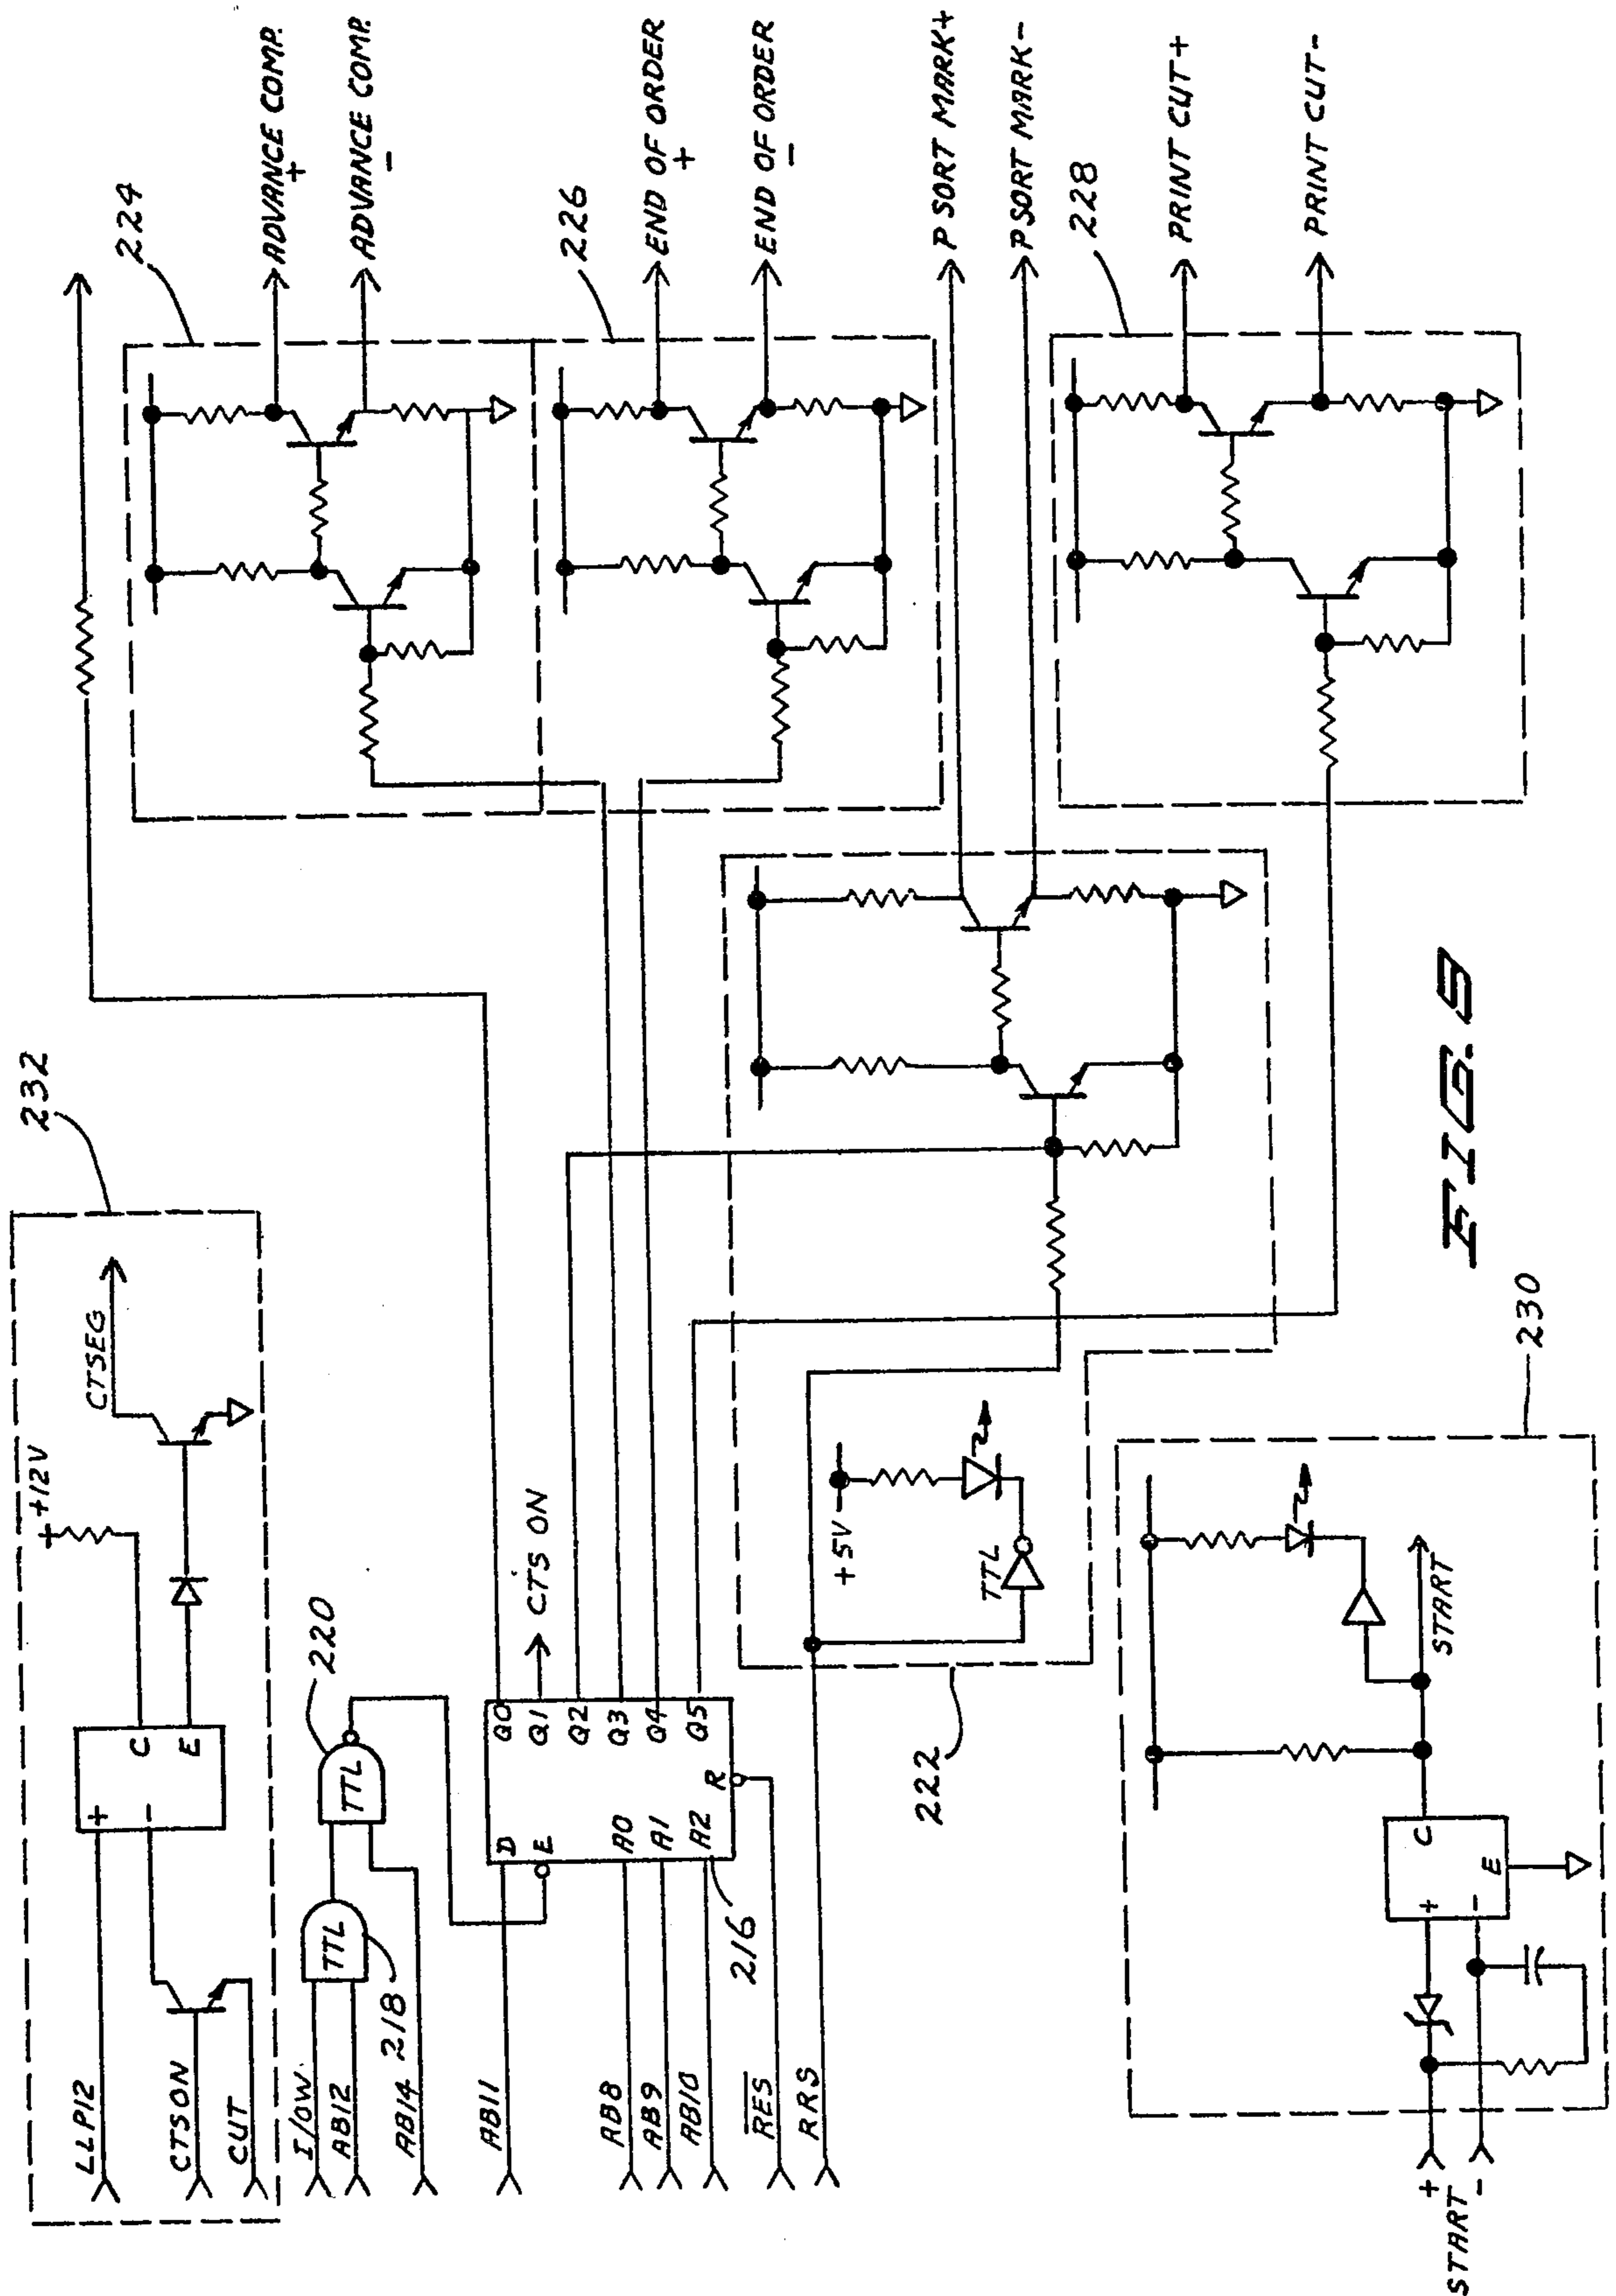 232
LLP12
CTSON
CUT
+
−
C
E
+12V
CTSEG
I/OW
AB12
AB14
TTL
218
TTL
220
AB11
AB8
AB9
AB10
RES
RRS
D
E
A0
A1
A2
R
Q0
Q1
Q2
Q3
Q4
Q5
216
CTS ON
224
ADVANCE COMP.
+
ADVANCE COMP.
−
226
END OF ORDER
+
END OF ORDER
−
P SORT MARK+
P SORT MARK−
228
PRINT CUT+
PRINT CUT-
222
+5V
TTL
230
START
+
−
+
−
C
E
START
FIG. 9